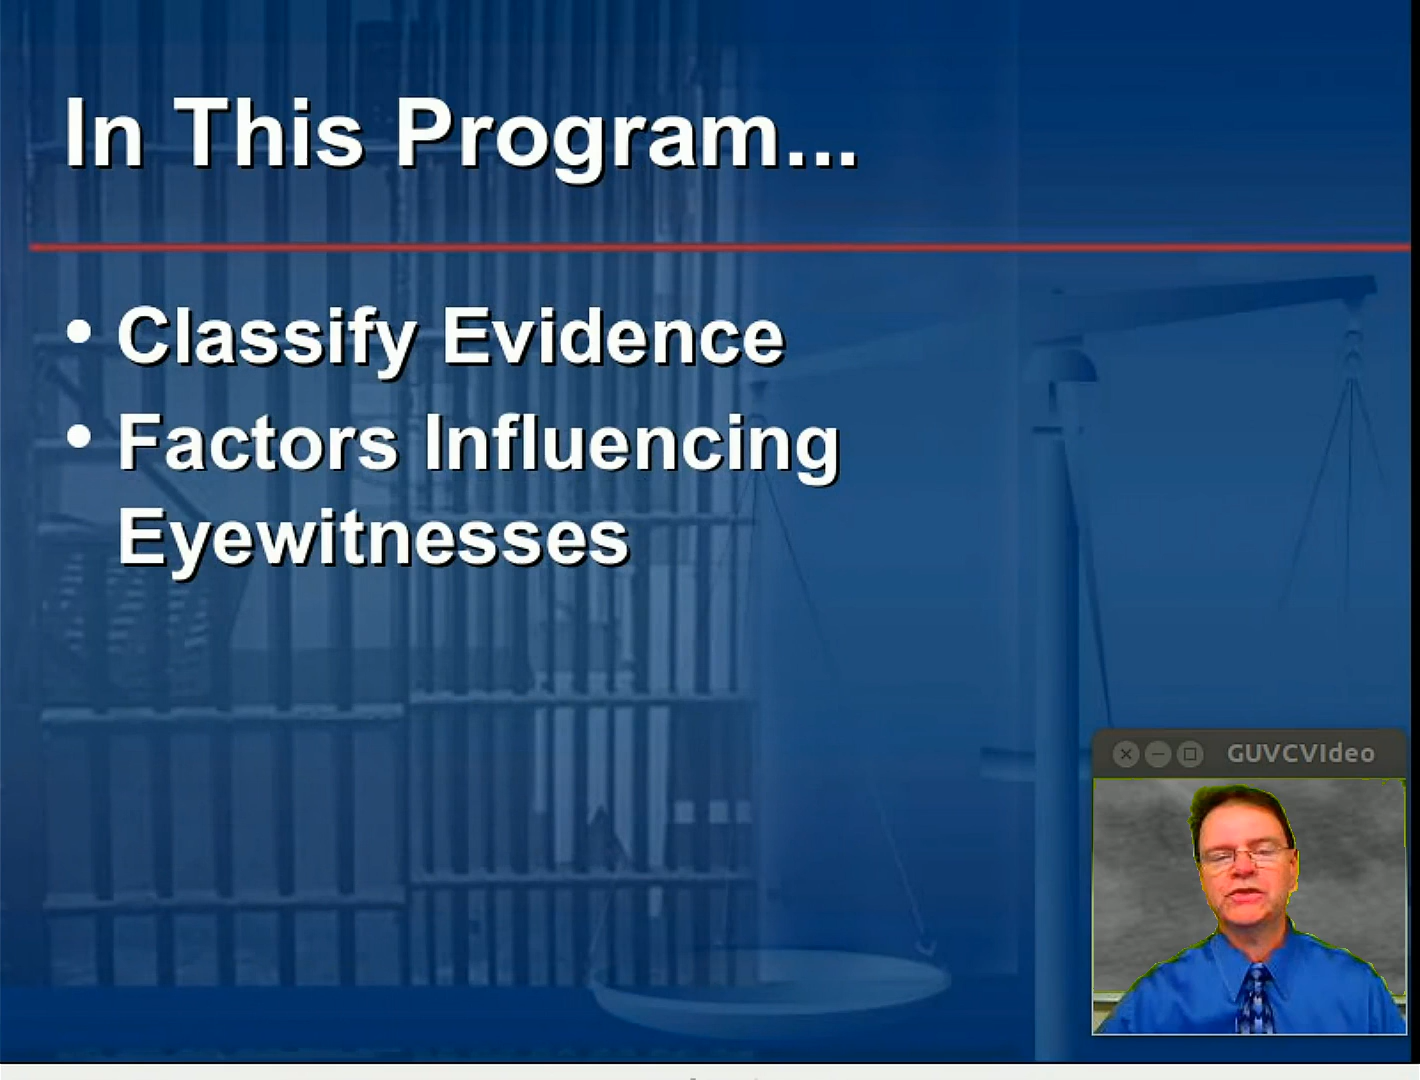 In This Program...
• Classify Evidence
• Factors Influencing
Eyewitnesses
GUVCVIdeo